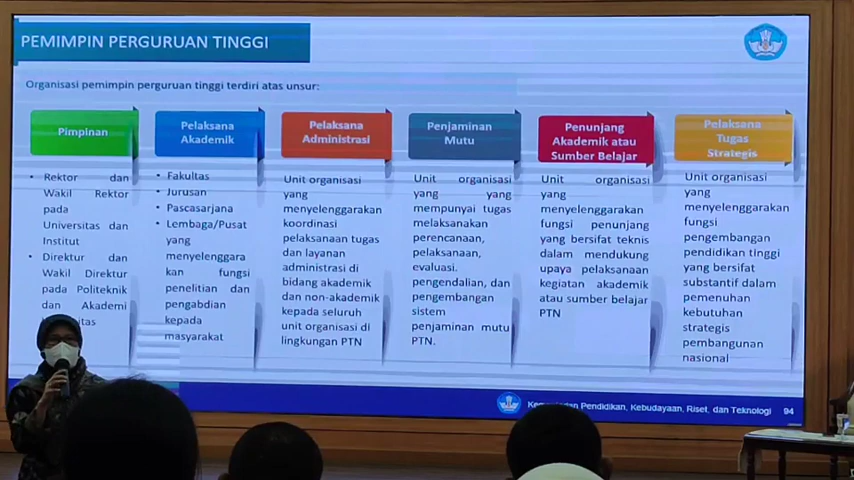 PEMIMPIN PERGURUAN TINGGI
Organisasi pemimpin perguruan tinggi terdiri atas unsur:
Pimpinan
• Rektor dan
Wakil Rektor
pada
Universitas dan
Institut
• Direktur dan
Wakil Direktur
pada Politeknik
dan Akademi
Pelaksana
Akademik
• Fakultas
• Jurusan
• Pascasarjana
• Lembaga/Pusat
yang
menyelenggara
kan fungsi
penelitian dan
pengabdian
kepada
masyarakat
Pelaksana
Administrasi
Unit organisasi
yang
menyelenggarakan
koordinasi
pelaksanaan tugas
dan layanan
administrasi di
bidang akademik
dan non-akademik
kepada seluruh
unit organisasi di
lingkungan PTN
Penjaminan
Mutu
Unit organisasi
yang yang
mempunyai tugas
melaksanakan
perencanaan,
pelaksanaan,
evaluasi.
pengendalian, dan
pengembangan
sistem
penjaminan mutu
PTN.
Penunjang
Akademik atau
Sumber Belajar
Unit organisasi
yang
menyelenggarakan
fungsi penunjang
yang bersifat teknis
dalam mendukung
upaya pelaksanaan
kegiatan akademik
atau sumber belajar
PTN
Pelaksana
Tugas
Strategis
Unit organisasi
yang
menyelenggarakan
fungsi
pengembangan
pendidikan tinggi
yang bersifat
substantif dalam
pemenuhan
kebutuhan
strategis
pembangunan
nasional
Pendidikan, Kebudayaan, Riset, dan Teknologi 94